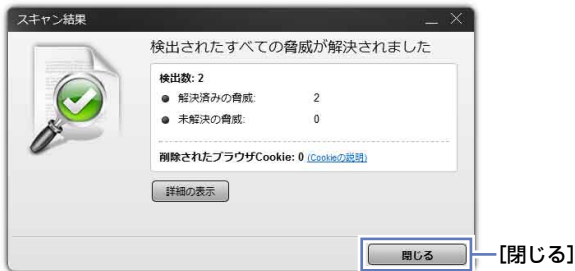 スキャン結果
検出されたすべての脅威が解決されました
検出数: 2
解決済みの脅威: 2
未解決の脅威: 0
削除されたブラウザCookie: 0 (Cookieの説明)
詳細の表示
閉じる
[閉じる]